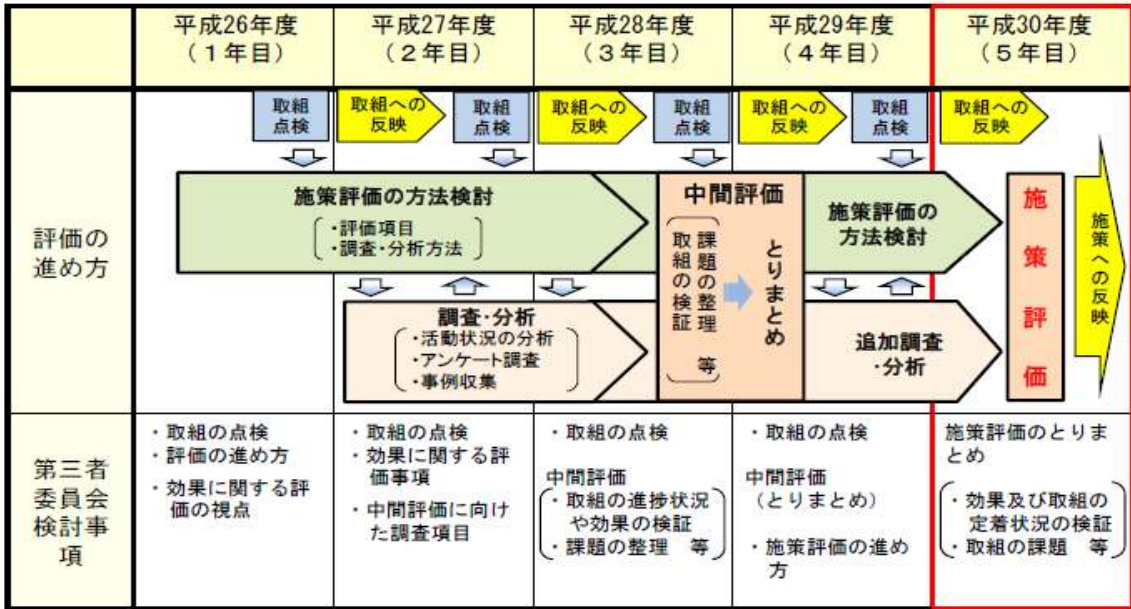 平成26年度
(1年目)
平成27年度
(2年目)
平成28年度
(3年目)
平成29年度
(4年目)
平成30年度
(5年目)
評価の
進め方
取組
点検
取組への
反映
取組
点検
取組への
反映
取組
点検
取組への
反映
取組
点検
取組への
反映
施策評価の方法検討
・評価項目
・調査・分析方法
中間評価
課題の整理 等
取組の検証
とりまとめ
施策評価の
方法検討
施策評価
施策への反映
調査・分析
・活動状況の分析
・アンケート調査
・事例収集
追加調査
・分析
第三者
委員会
検討事
項
・取組の点検
・評価の進め方
・効果に関する評
価の視点
・取組の点検
・効果に関する評
価事項
・中間評価に向け
た調査項目
・取組の点検
中間評価
・取組の進捗状況
や効果の検証
・課題の整理 等
・取組の点検
中間評価
(とりまとめ)
・施策評価の進め
方
施策評価のとりま
とめ
・効果及び取組の
定着状況の検証
・取組の課題 等